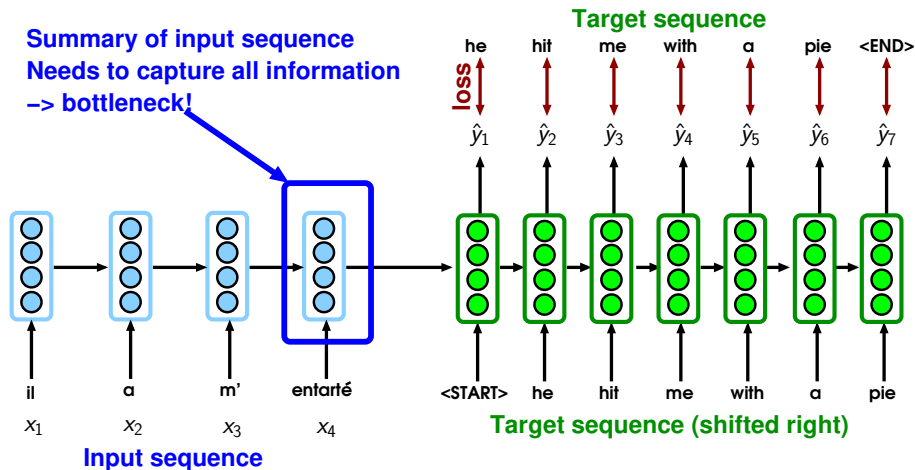 Target sequence
he hit me with a pie <END>
Summary of input sequence
Needs to capture all information
–> bottleneck!
loss
ŷ1 ŷ2 ŷ3 ŷ4 ŷ5 ŷ6 ŷ7
il a m' entarté <START> he hit me with a pie
x1 x2 x3 x4
Target sequence (shifted right)
Input sequence